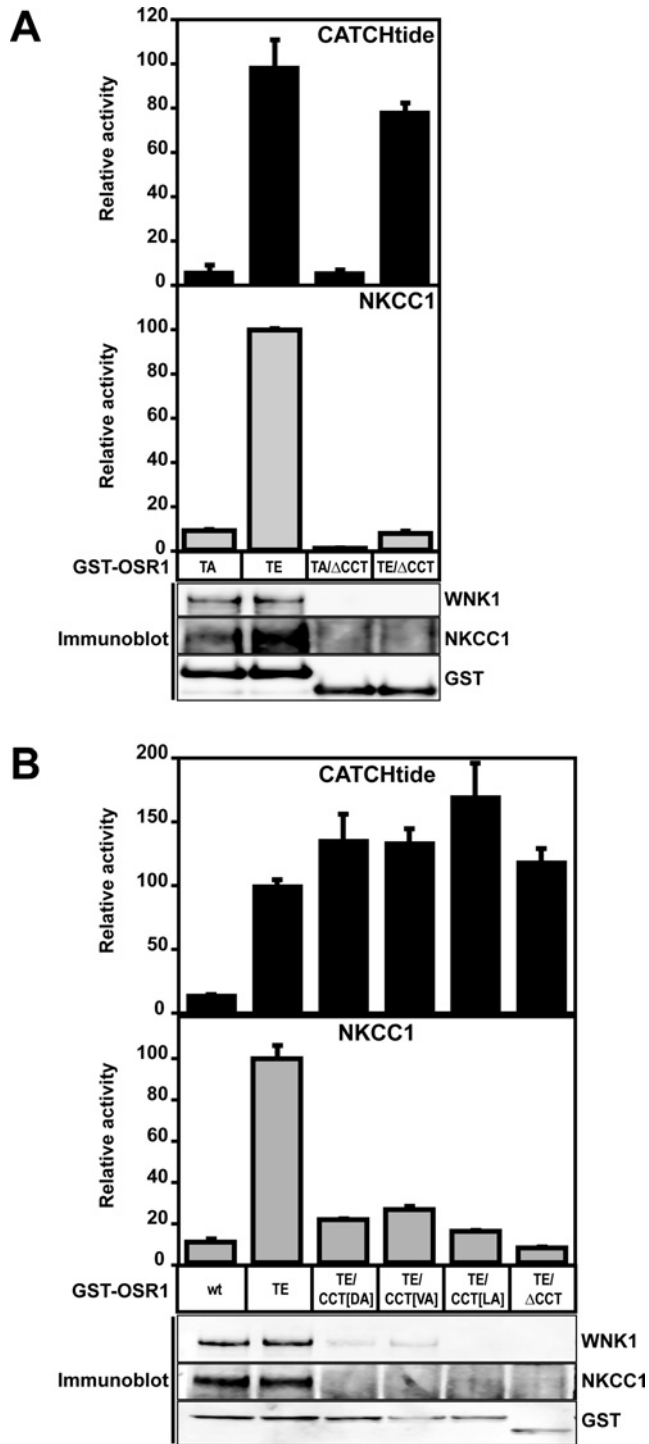 A
CATCHtide
Relative activity
120
100
80
60
40
20
0
NKCC1
Relative activity
100
80
60
40
20
0
GST-OSR1 TA TE TA/ΔCCT TE/ΔCCT
WNK1
Immunoblot NKCC1
GST
B
CATCHtide
Relative activity
200
150
100
50
0
NKCC1
Relative activity
100
80
60
40
20
0
GST-OSR1 wt TE TE/CCT[DA] TE/CCT[VA] TE/CCT[LA] TE/ΔCCT
WNK1
Immunoblot NKCC1
GST